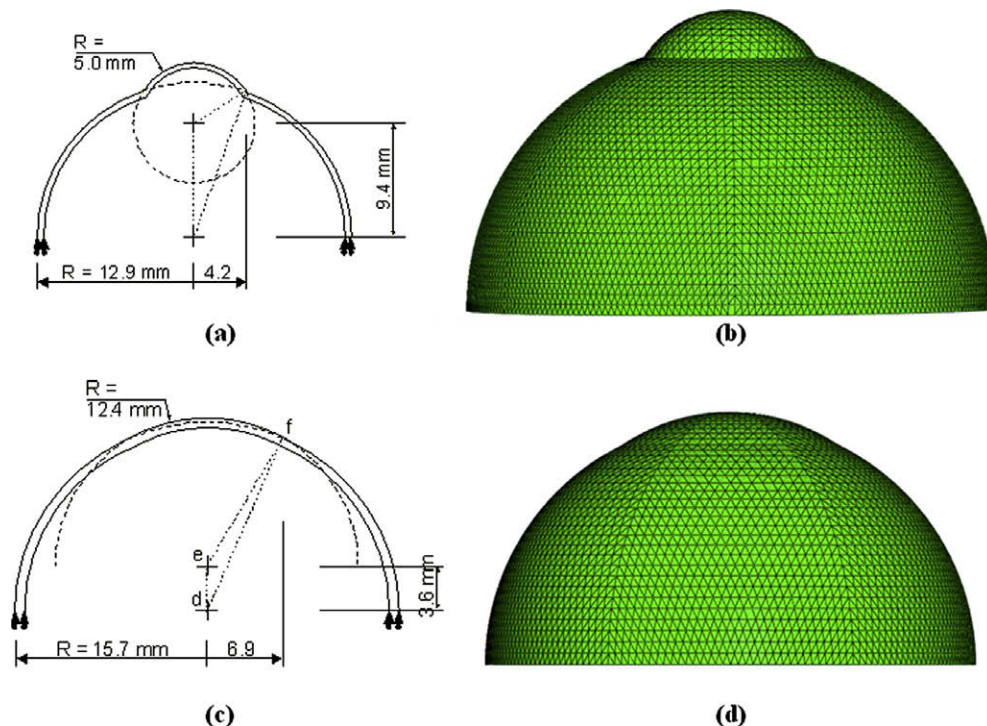 R =
5.0 mm
9.4 mm
R = 12.9 mm
4.2
(a)
(b)
R =
12.4 mm
f
e
d
3.6 mm
R = 15.7 mm
6.9
(c)
(d)